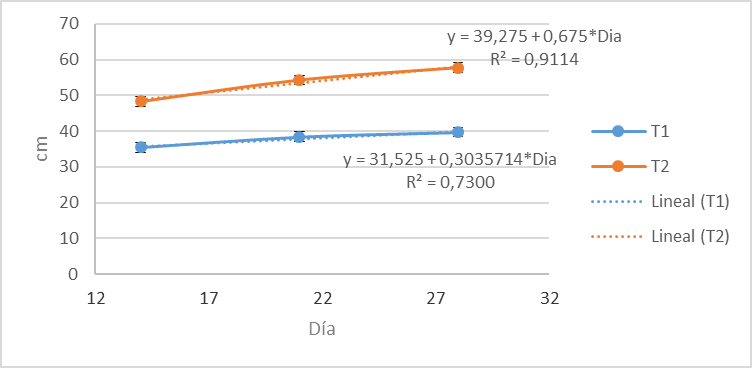 70
60
50
40
30
20
10
0
cm
y = 39,275 + 0,675*Dia
R² = 0,9114
y = 31,525 + 0,3035714*Dia
R² = 0,7300
12 17 22 27 32
Día
T1
T2
Lineal (T1)
Lineal (T2)